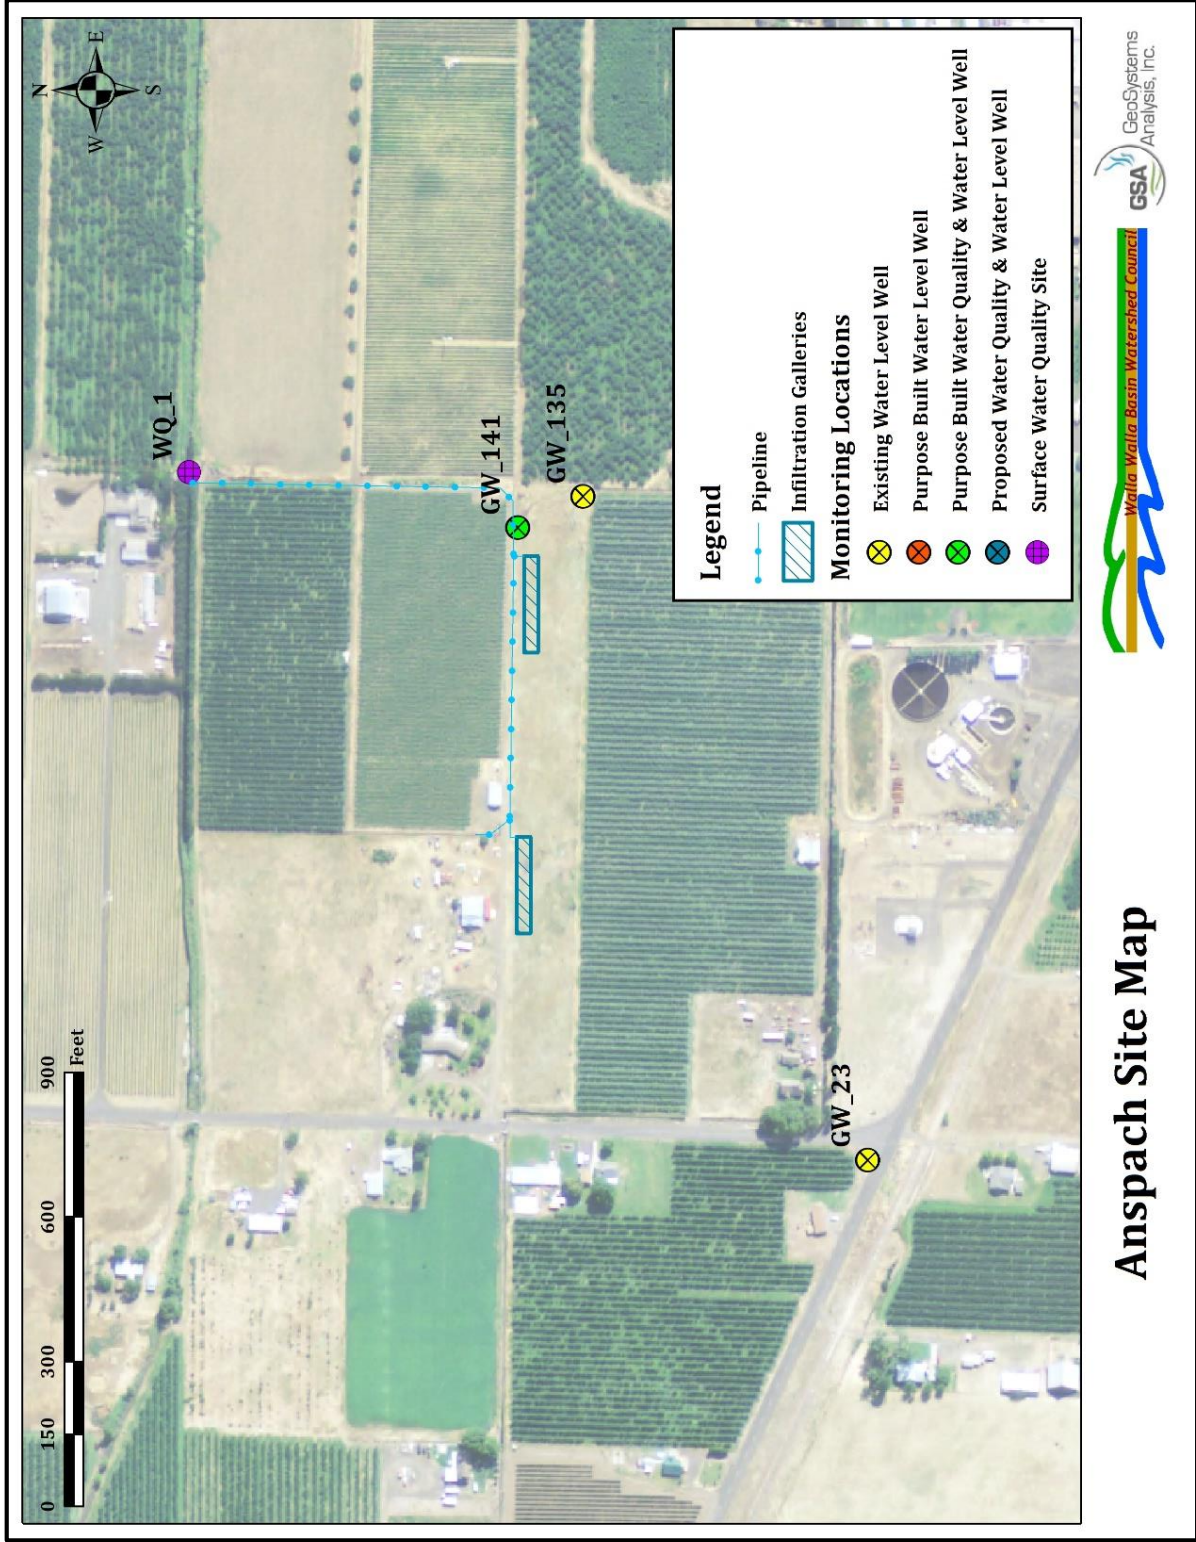 N
W
E
S
0 150 300 600 900
Feet
WQ_1
GW_141
GW_135
GW_23
Legend
Pipeline
Infiltration Galleries
Monitoring Locations
Existing Water Level Well
Purpose Built Water Level Well
Purpose Built Water Quality & Water Level Well
Proposed Water Quality & Water Level Well
Surface Water Quality Site
Anspach Site Map
Walla Walla Basin Watershed Council
GSA
GeoSystems
Analysis, Inc.